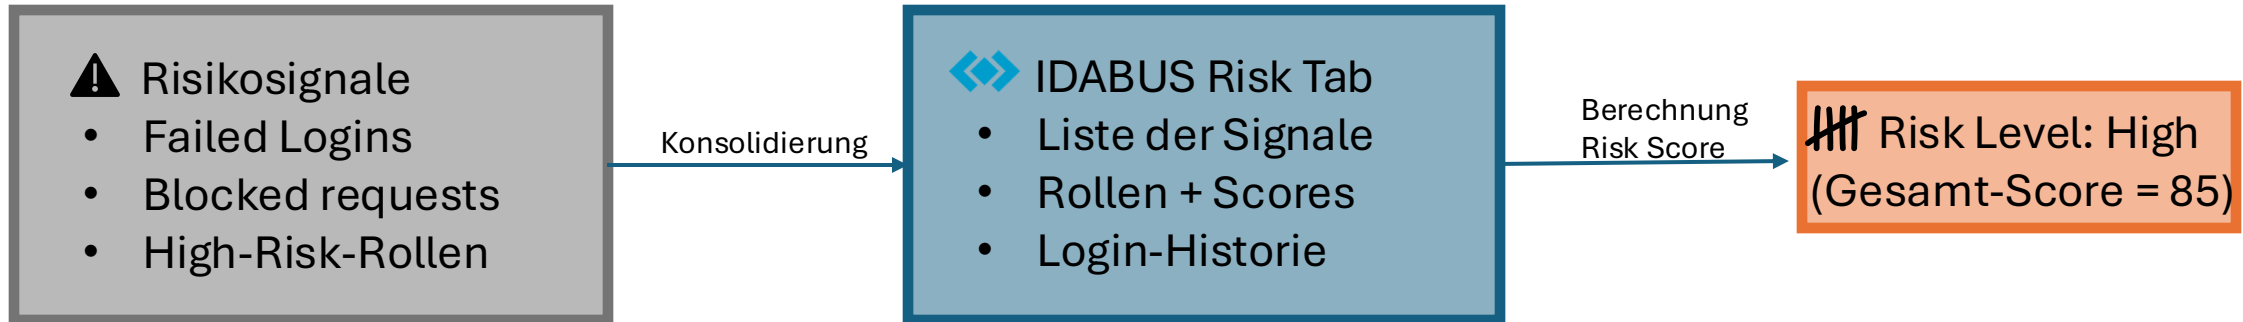 Risikosignale
• Failed Logins
• Blocked requests
• High-Risk-Rollen
Konsolidierung
IDABUS Risk Tab
• Liste der Signale
• Rollen + Scores
• Login-Historie
Berechnung
Risk Score
Risk Level: High
(Gesamt-Score = 85)